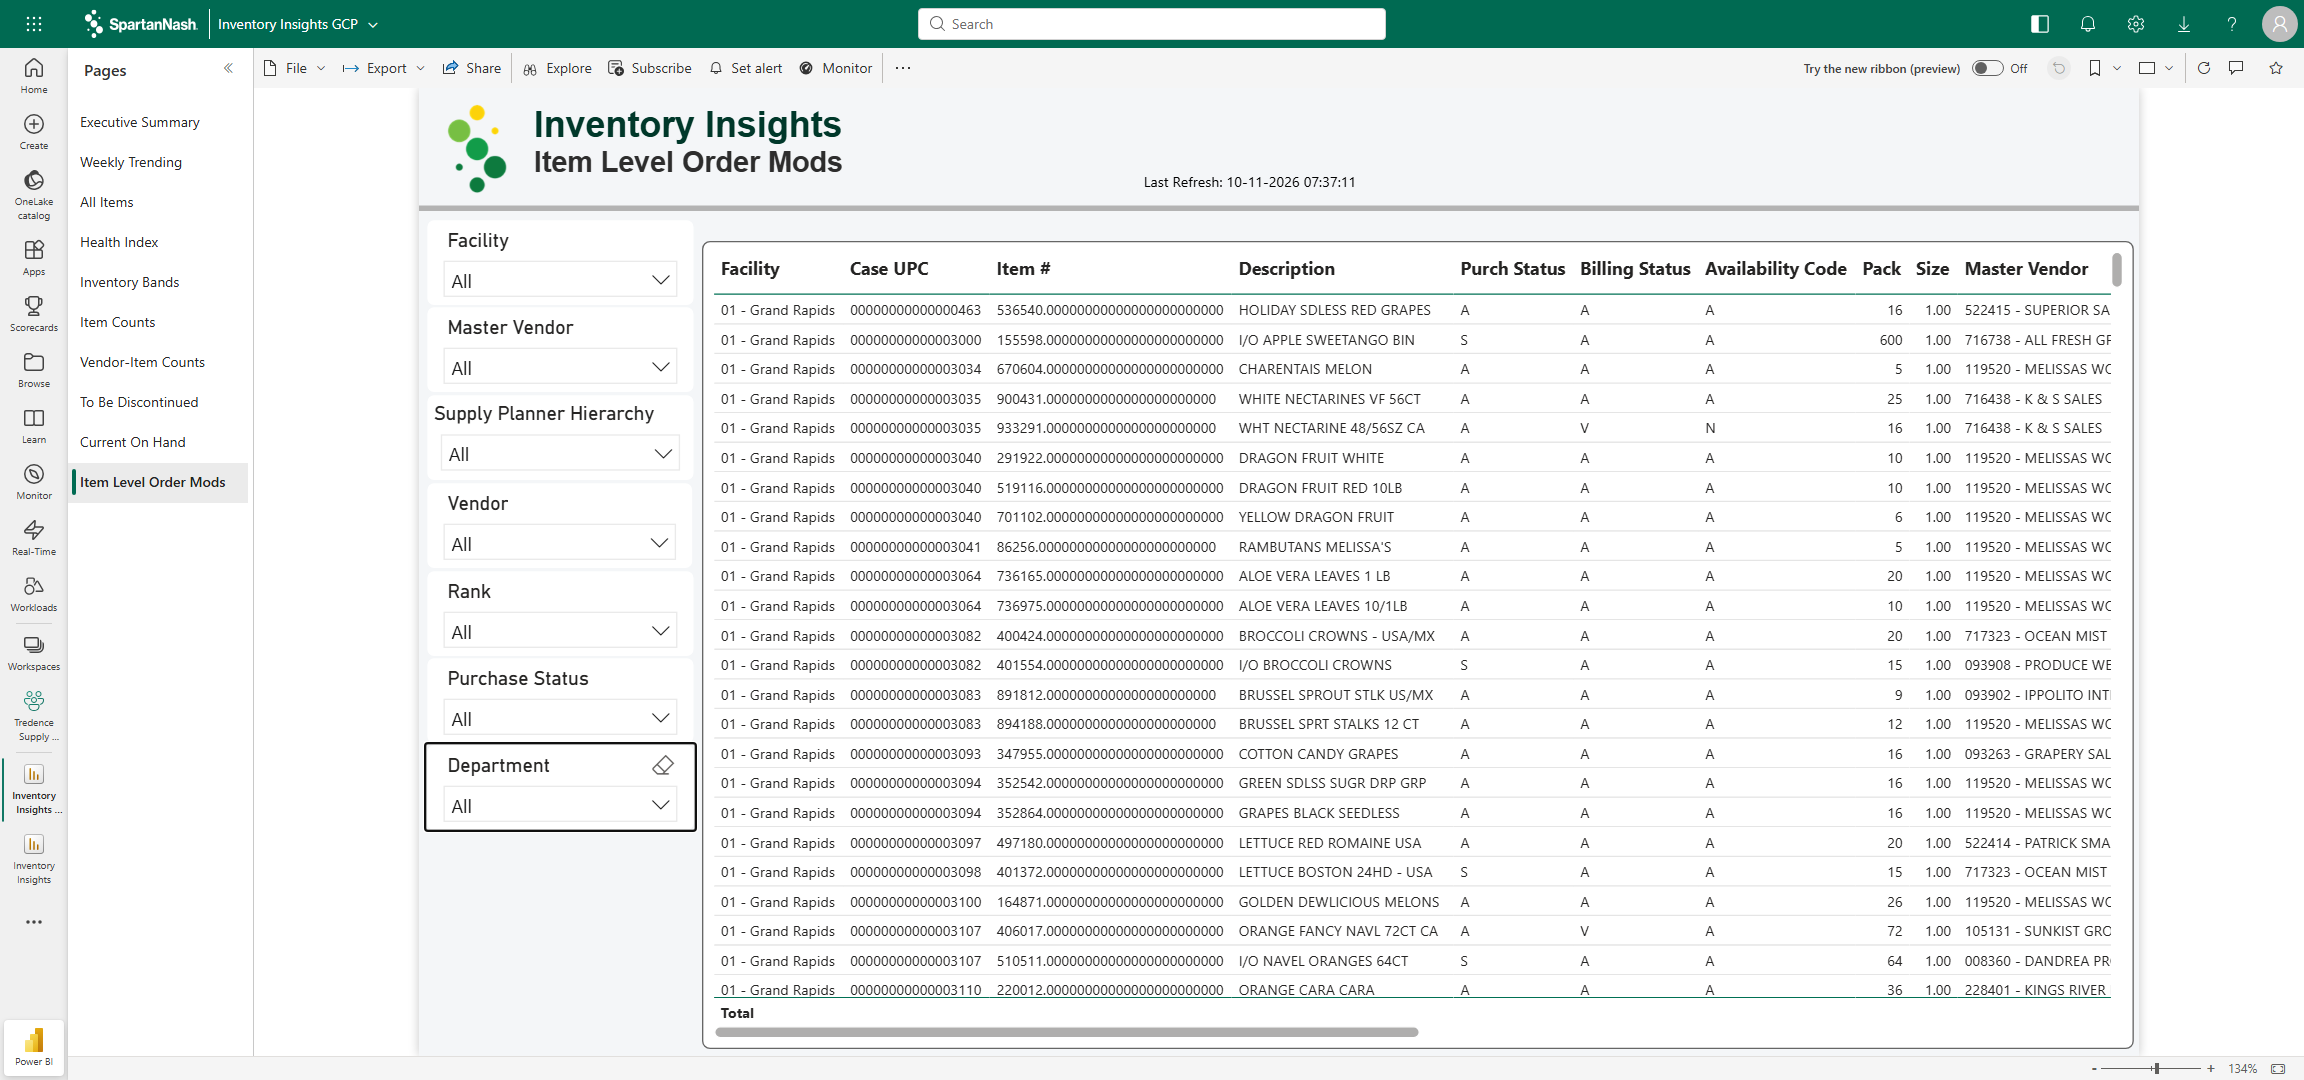 SpartanNash
Inventory Insights GCP
Search
Home
Create
OneLake
catalog
Apps
Scorecards
Browse
Learn
Monitor
Real-Time
Workloads
Workspaces
Tredence
Supply ...
Inventory
Insights ...
Inventory
Insights
Power BI
Pages
Executive Summary
Weekly Trending
All Items
Health Index
Inventory Bands
Item Counts
Vendor-Item Counts
To Be Discontinued
Current On Hand
Item Level Order Mods
File Export Share Explore Subscribe Set alert Monitor ...
Try the new ribbon (preview) Off
Inventory Insights
Item Level Order Mods
Last Refresh: 10-11-2026 07:37:11
Facility
All
Master Vendor
All
Supply Planner Hierarchy
All
Vendor
All
Rank
All
Purchase Status
All
Department
All
Facility Case UPC Item # Description Purch Status Billing Status Availability Code Pack Size Master Vendor
01 - Grand Rapids 00000000000000463 536540.00000000000000000000000 HOLIDAY SDLESS RED GRAPES A A A 16 1.00 522415 - SUPERIOR SA
01 - Grand Rapids 00000000000003000 155598.00000000000000000000000 I/O APPLE SWEETANGO BIN S A A 600 1.00 716738 - ALL FRESH GF
01 - Grand Rapids 00000000000003034 670604.00000000000000000000000 CHARENTAIS MELON A A A 5 1.00 119520 - MELISSAS WC
01 - Grand Rapids 00000000000003035 900431.0000000000000000000000 WHITE NECTARINES VF 56CT A A A 25 1.00 716438 - K & S SALES
01 - Grand Rapids 00000000000003035 933291.0000000000000000000000 WHT NECTARINE 48/56SZ CA A V N 16 1.00 716438 - K & S SALES
01 - Grand Rapids 00000000000003040 291922.00000000000000000000000 DRAGON FRUIT WHITE A A A 10 1.00 119520 - MELISSAS WC
01 - Grand Rapids 00000000000003040 519116.00000000000000000000000 DRAGON FRUIT RED 10LB A A A 10 1.00 119520 - MELISSAS WC
01 - Grand Rapids 00000000000003040 701102.00000000000000000000000 YELLOW DRAGON FRUIT A A A 6 1.00 119520 - MELISSAS WC
01 - Grand Rapids 00000000000003041 86256.00000000000000000000000 RAMBUTANS MELISSA'S A A A 5 1.00 119520 - MELISSAS WC
01 - Grand Rapids 00000000000003064 736165.00000000000000000000000 ALOE VERA LEAVES 1 LB A A A 20 1.00 119520 - MELISSAS WC
01 - Grand Rapids 00000000000003064 736975.00000000000000000000000 ALOE VERA LEAVES 10/1LB A A A 10 1.00 119520 - MELISSAS WC
01 - Grand Rapids 00000000000003082 400424.00000000000000000000000 BROCCOLI CROWNS - USA/MX A A A 20 1.00 717323 - OCEAN MIST
01 - Grand Rapids 00000000000003082 401554.00000000000000000000000 I/O BROCCOLI CROWNS S A A 15 1.00 093908 - PRODUCE WE
01 - Grand Rapids 00000000000003083 891812.0000000000000000000000 BRUSSEL SPROUT STLK US/MX A A A 9 1.00 093902 - IPPOLITO INTI
01 - Grand Rapids 00000000000003083 894188.0000000000000000000000 BRUSSEL SPRT STALKS 12 CT A A A 12 1.00 119520 - MELISSAS WC
01 - Grand Rapids 00000000000003093 347955.00000000000000000000000 COTTON CANDY GRAPES A A A 16 1.00 093263 - GRAPERY SAL
01 - Grand Rapids 00000000000003094 352542.00000000000000000000000 GREEN SDLSS SUGR DRP GRP A A A 16 1.00 119520 - MELISSAS WC
01 - Grand Rapids 00000000000003094 352864.00000000000000000000000 GRAPES BLACK SEEDLESS A A A 16 1.00 119520 - MELISSAS WC
01 - Grand Rapids 00000000000003097 497180.00000000000000000000000 LETTUCE RED ROMAINE USA A A A 20 1.00 522414 - PATRICK SMA
01 - Grand Rapids 00000000000003098 401372.00000000000000000000000 LETTUCE BOSTON 24HD - USA S A A 15 1.00 717323 - OCEAN MIST
01 - Grand Rapids 00000000000003100 164871.00000000000000000000000 GOLDEN DEWLICIOUS MELONS A A A 26 1.00 119520 - MELISSAS WC
01 - Grand Rapids 00000000000003107 406017.00000000000000000000000 ORANGE FANCY NAVL 72CT CA A V A 72 1.00 105131 - SUNKIST GRO
01 - Grand Rapids 00000000000003107 510511.00000000000000000000000 I/O NAVEL ORANGES 64CT S A A 64 1.00 008360 - DANDREA PR
01 - Grand Rapids 00000000000003110 220012.00000000000000000000000 ORANGE CARA CARA A A A 36 1.00 228401 - KINGS RIVER
Total
- + 134%